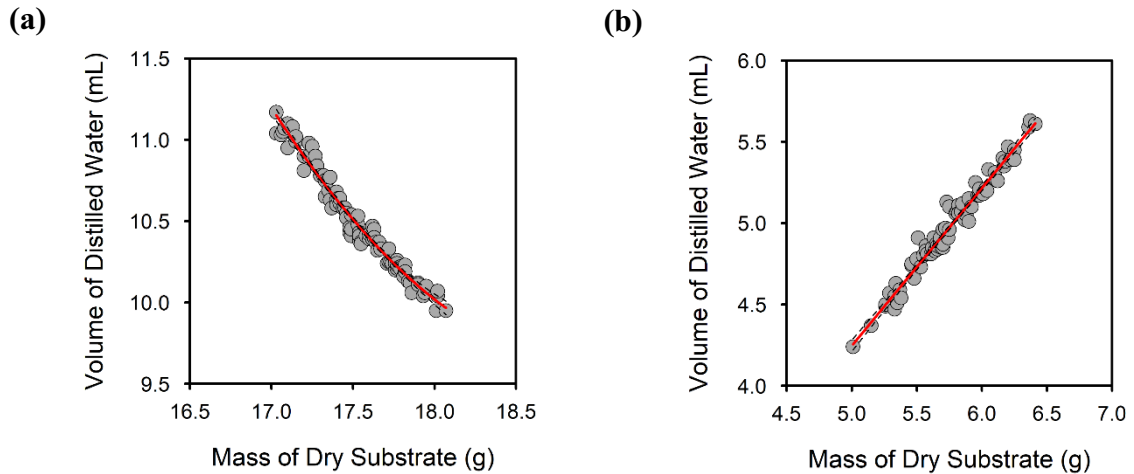 (a)
(b)
Volume of Distilled Water (mL)
11.5
11.0
10.5
10.0
9.5
16.5 17.0 17.5 18.0 18.5
Mass of Dry Substrate (g)
Volume of Distilled Water (mL)
6.0
5.5
5.0
4.5
4.0
4.5 5.0 5.5 6.0 6.5 7.0
Mass of Dry Substrate (g)